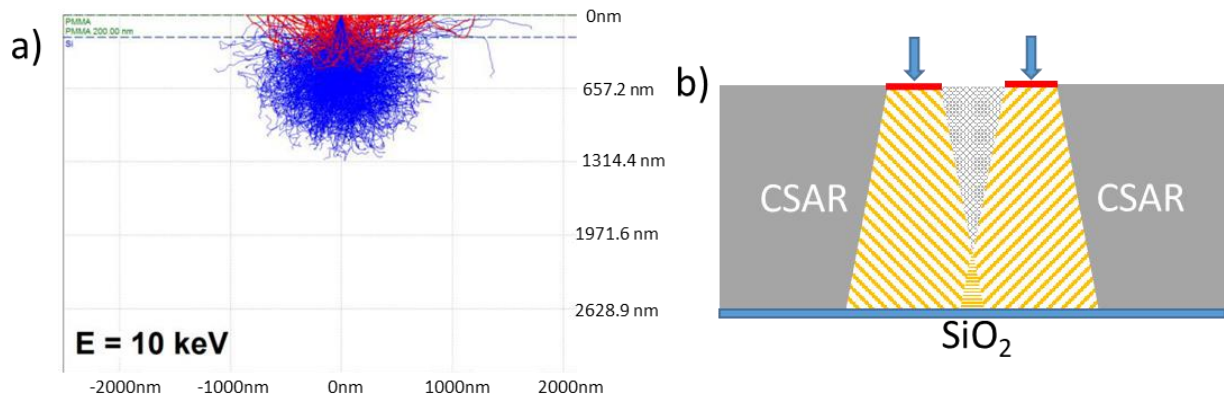 a)
PMMA
PMMA 200.00 nm
Si
0nm
657.2 nm
1314.4 nm
1971.6 nm
2628.9 nm
E = 10 keV
-2000nm -1000nm 0nm 1000nm 2000nm
b)
CSAR CSAR
SiO₂